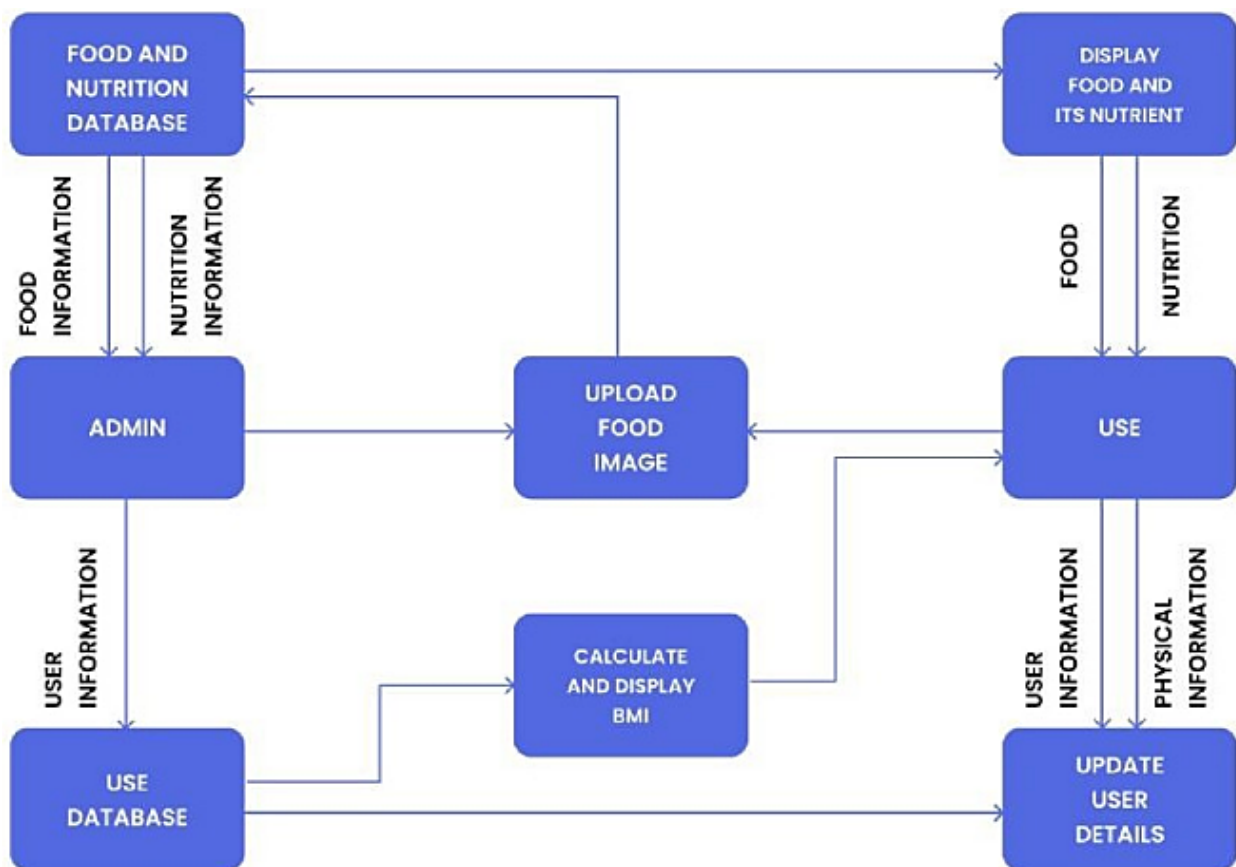 FOOD AND
NUTRITION
DATABASE
DISPLAY
FOOD AND
ITS NUTRIENT
FOOD
INFORMATION
NUTRITION
INFORMATION
FOOD
NUTRITION
ADMIN
UPLOAD
FOOD
IMAGE
USE
USER
INFORMATION
CALCULATE
AND DISPLAY
BMI
USER
INFORMATION
PHYSICAL
INFORMATION
USE
DATABASE
UPDATE
USER
DETAILS